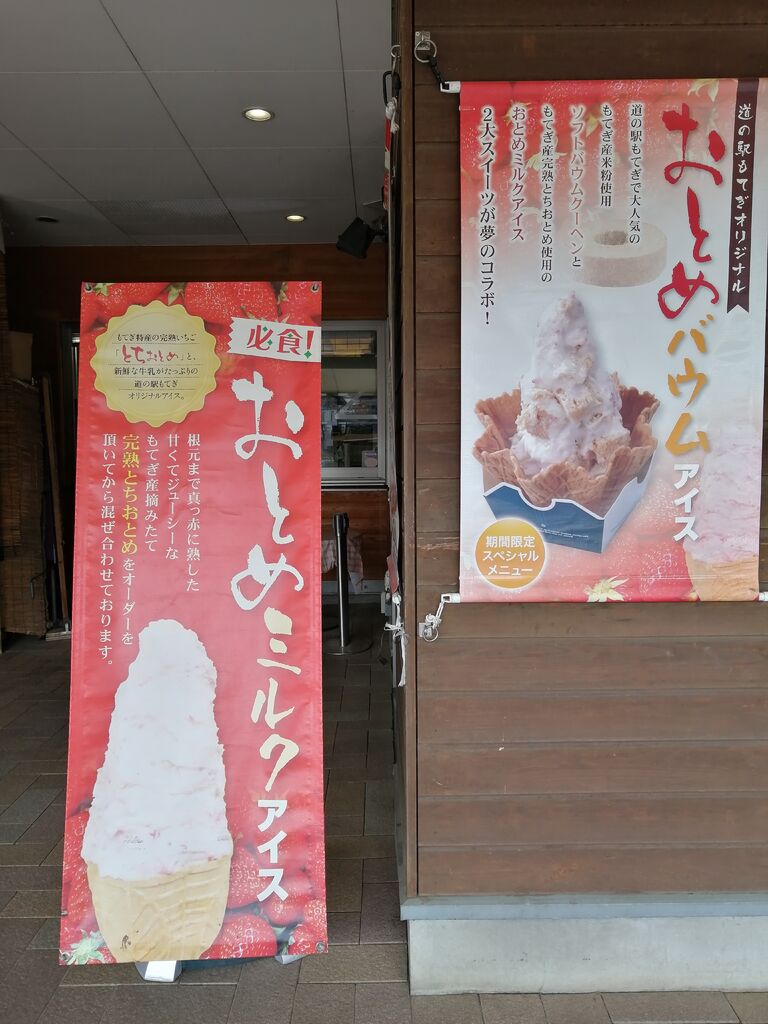 もてぎ特産の完熟いちご
「とちおとめ」と、
新鮮な牛乳がたっぷりの
道の駅もてぎ
オリジナルアイス。
必食!
おとめミルクアイス
根元まで真っ赤に熟した
甘くてジューシーな
もてぎ産摘みたて
完熟とちおとめをオーダーを
頂いてから混ぜ合わせております。
道の駅もてぎオリジナル
おとめバウムアイス
道の駅もてぎで大人気の
もてぎ産米粉使用
ソフトバウムクーヘンと
もてぎ産完熟とちおとめ使用の
おとめミルクアイス
2大スイーツが夢のコラボ!
期間限定
スペシャル
メニュー